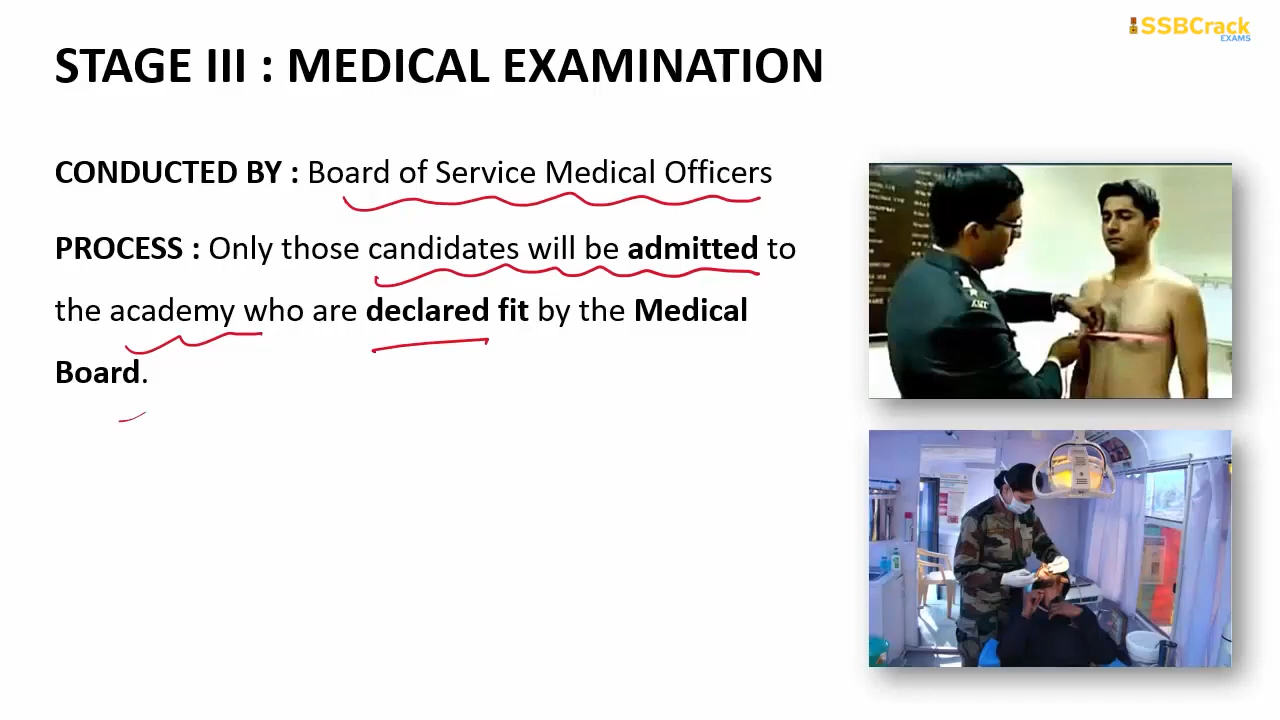 SSBCrack
EXAMS
STAGE III : MEDICAL EXAMINATION
CONDUCTED BY : Board of Service Medical Officers
PROCESS : Only those candidates will be admitted to
the academy who are declared fit by the Medical
Board.